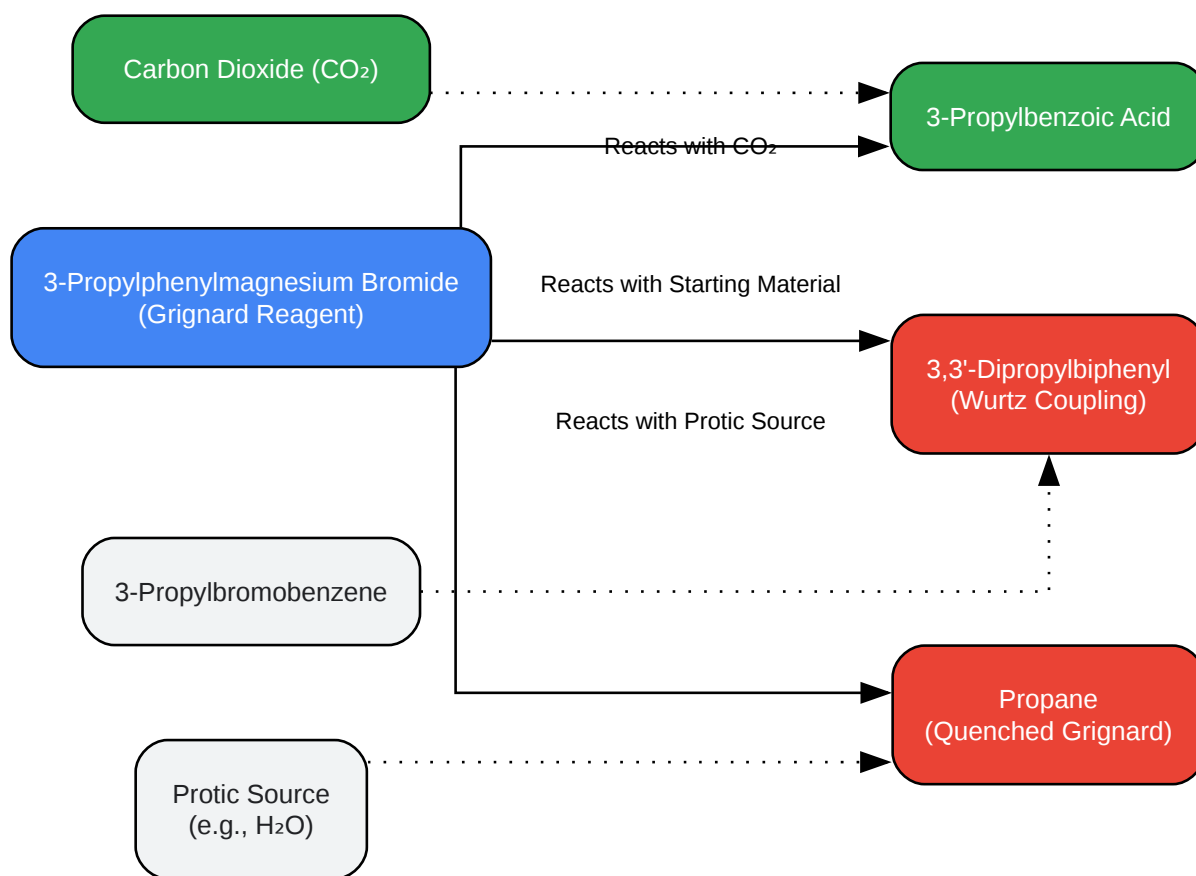 Carbon Dioxide (CO₂)
3-Propylbenzoic Acid
Reacts with CO₂
3-Propylphenylmagnesium Bromide
(Grignard Reagent)
Reacts with Starting Material
3,3'-Dipropylbiphenyl
(Wurtz Coupling)
Reacts with Protic Source
3-Propylbromobenzene
Propane
(Quenched Grignard)
Protic Source
(e.g., H₂O)